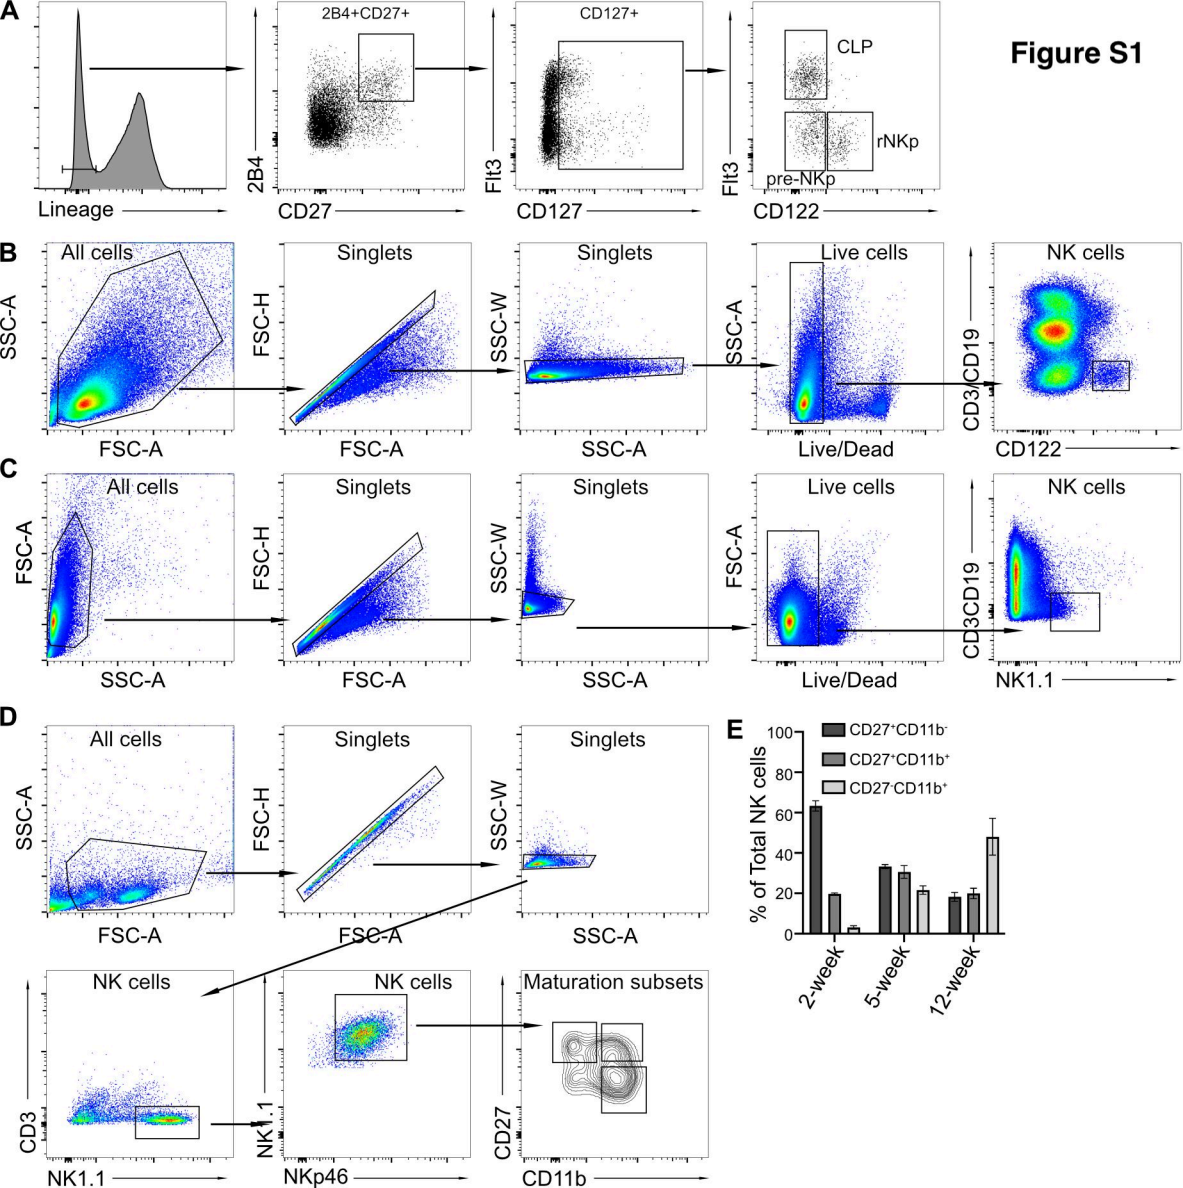 A
Figure S1
2B4+CD27+
CD127+
CLP
rNKp
pre-NKp
2B4
Flt3
Flt3
Lineage
CD27
CD127
CD122
B
All cells
Singlets
Singlets
Live cells
NK cells
SSC-A
FSC-H
SSC-W
SSC-A
CD3/CD19
FSC-A
FSC-A
SSC-A
Live/Dead
CD122
C
All cells
Singlets
Singlets
Live cells
NK cells
FSC-A
FSC-H
SSC-W
FSC-A
CD3CD19
SSC-A
FSC-A
SSC-A
Live/Dead
NK1.1
D
All cells
Singlets
Singlets
SSC-A
FSC-H
SSC-W
FSC-A
FSC-A
SSC-A
NK cells
NK cells
Maturation subsets
CD3
NK1.1
CD27
NK1.1
NKp46
CD11b
E
CD27⁺CD11b⁻
CD27⁺CD11b⁺
CD27⁻CD11b⁺
% of Total NK cells
100
80
60
40
20
0
2-week
5-week
12-week